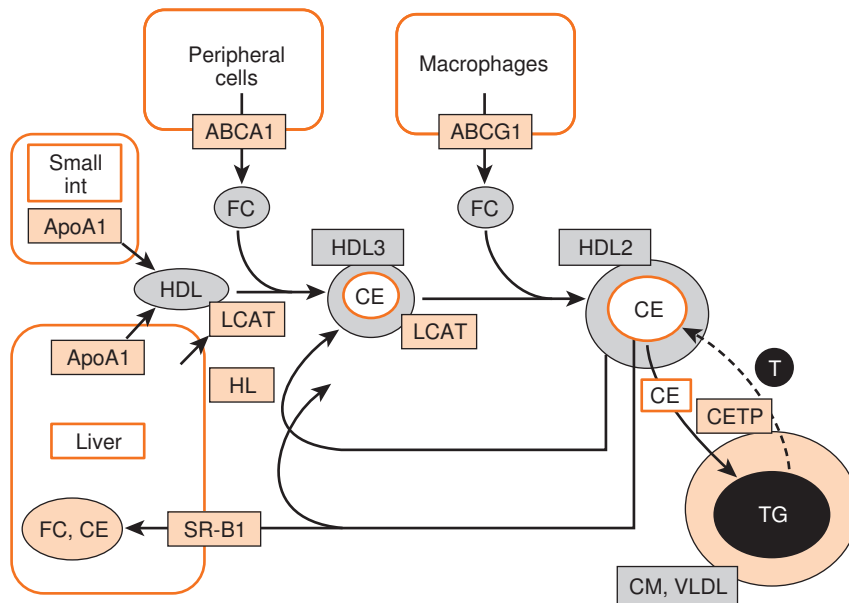 Peripheral
cells
Macrophages
ABCA1
ABCG1
Small
int
ApoA1
FC
FC
HDL3
HDL2
HDL
CE
CE
LCAT
LCAT
ApoA1
T
HL
CE
CETP
Liver
TG
FC, CE
SR-B1
CM, VLDL